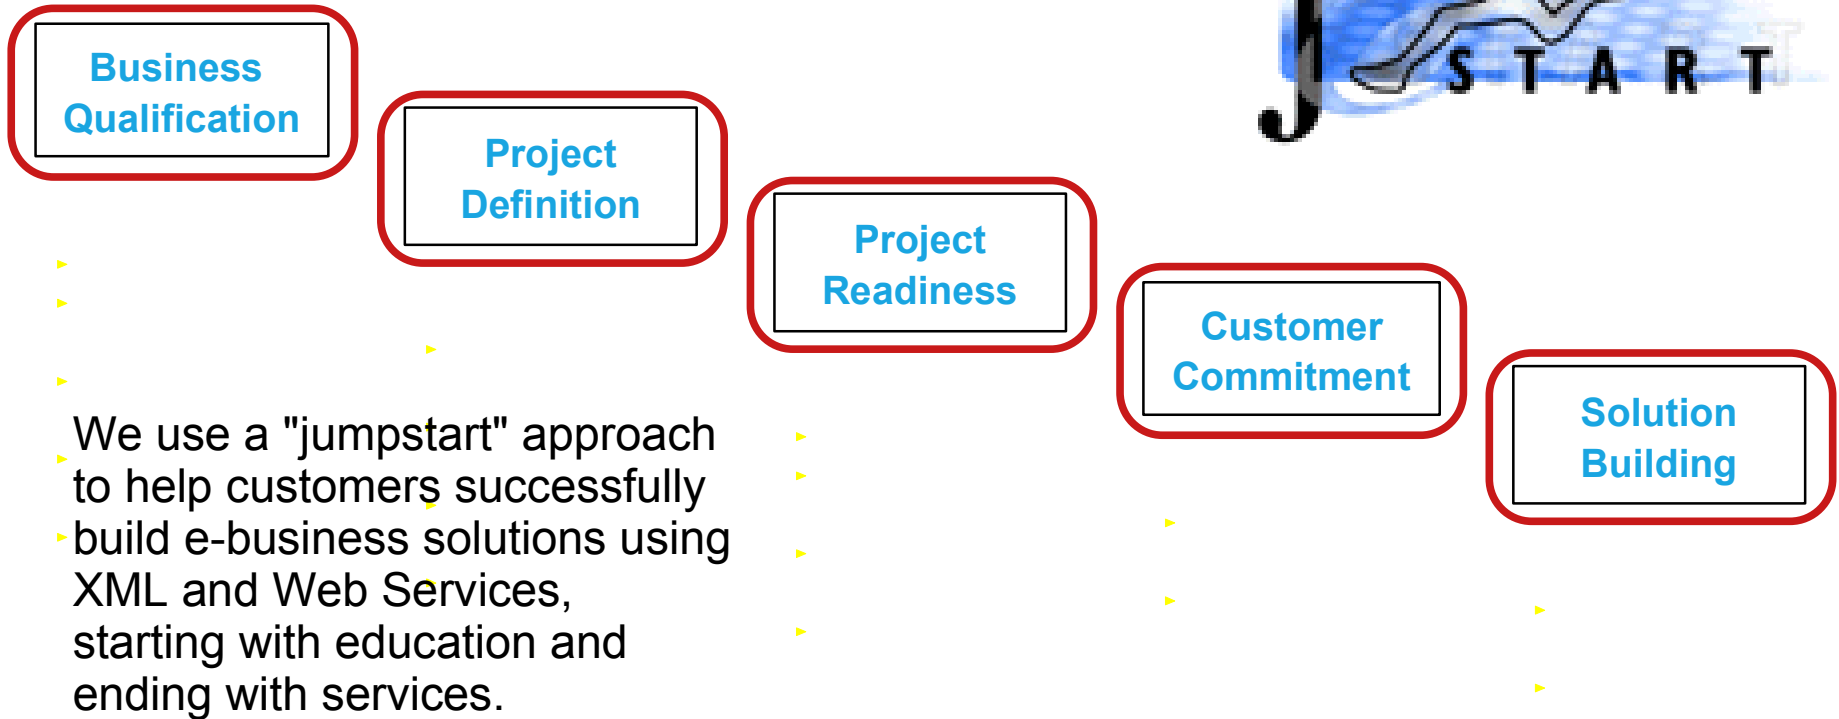 J START
Business
Qualification
Project
Definition
Project
Readiness
Customer
Commitment
Solution
Building
We use a "jumpstart" approach
to help customers successfully
build e-business solutions using
XML and Web Services,
starting with education and
ending with services.